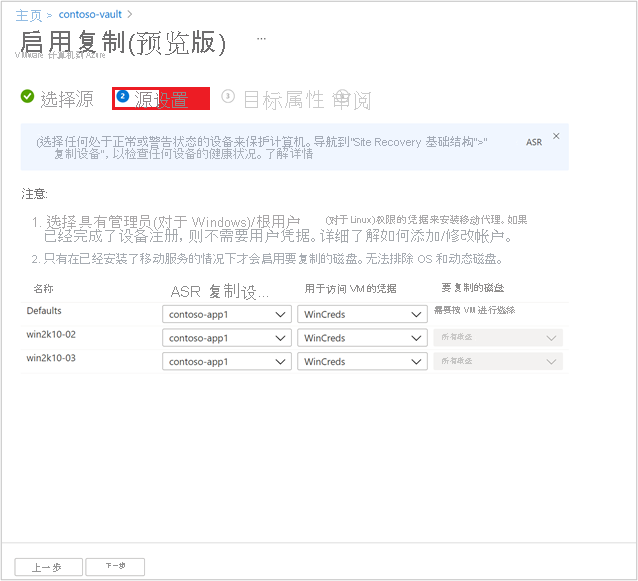 主页 > contoso-vault >
启用复制(预览版) ...
VMware 计算机到 Azure
选择源 2 源设置 3 目标属性 审阅
(选择任何处于正常或警告状态的设备来保护计算机。导航到"Site Recovery 基础结构">" ASR
复制设备", 以检查任何设备的健康状况。了解详情
注意:
1. 选择具有管理员(对于 Windows)/根用户 (对于 Linux)权限的凭据来安装移动代理。如果
已经完成了设备注册, 则不需要用户凭据。详细了解如何添加/修改帐户。
2. 只有在已经安装了移动服务的情况下才会启用要复制的磁盘。无法排除 OS 和动态磁盘。
名称 ASR 复制设... 用于访问 VM 的凭据 要复制的磁盘
Defaults contoso-app1 WinCreds 需要按 VM 进行选择
win2k10-02 contoso-app1 WinCreds 所有磁盘
win2k10-03 contoso-app1 WinCreds 所有磁盘
上一步 下一步